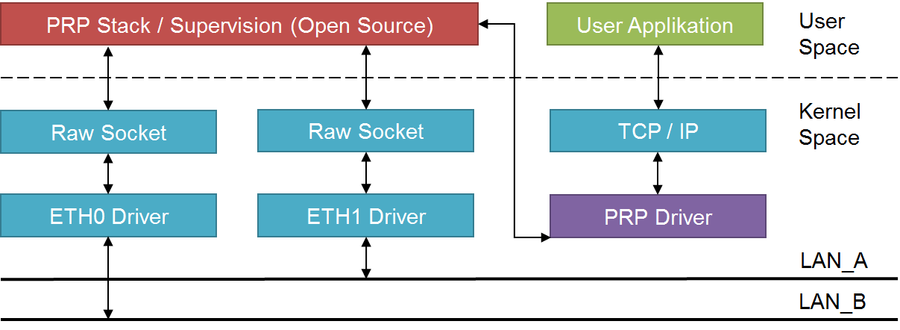 PRP Stack / Supervision (Open Source)
User Applikation
User
Space
Raw Socket
Raw Socket
TCP / IP
Kernel
Space
ETH0 Driver
ETH1 Driver
PRP Driver
LAN_A
LAN_B